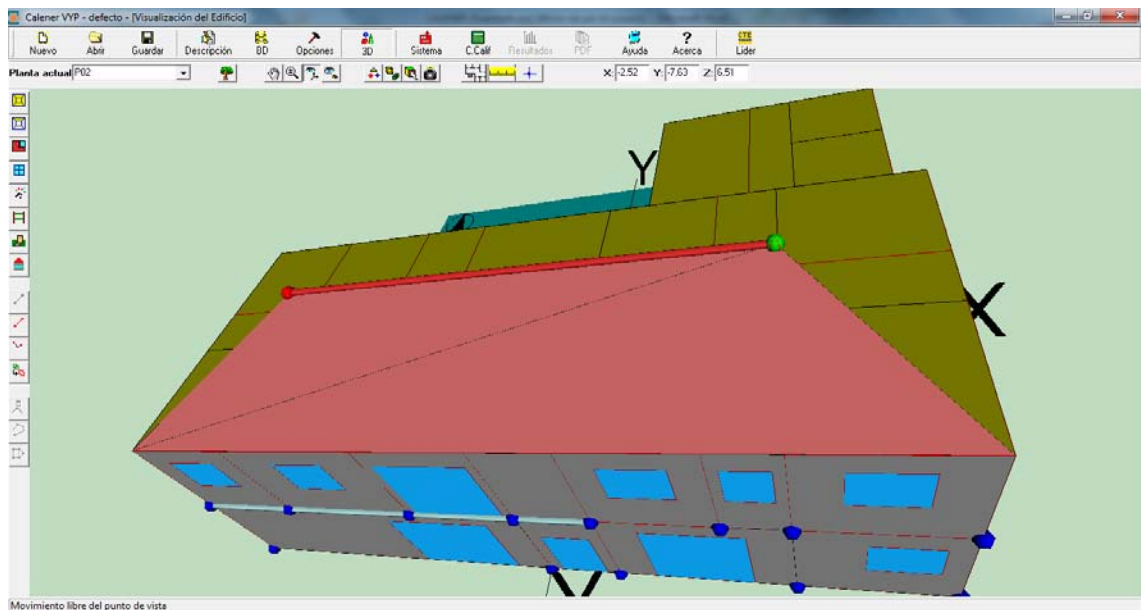 Calener VYP - defecto - [Visualización del Edificio]
Nuevo Abrir Guardar Descripción BD Opciones 3D Sistema C.Calif Resultados PDF Ayuda Acerca CTE Lider
Planta actual P02 X: -2.52 Y: -7.63 Z: 6.51
Y
X
Movimiento libre del punto de vista